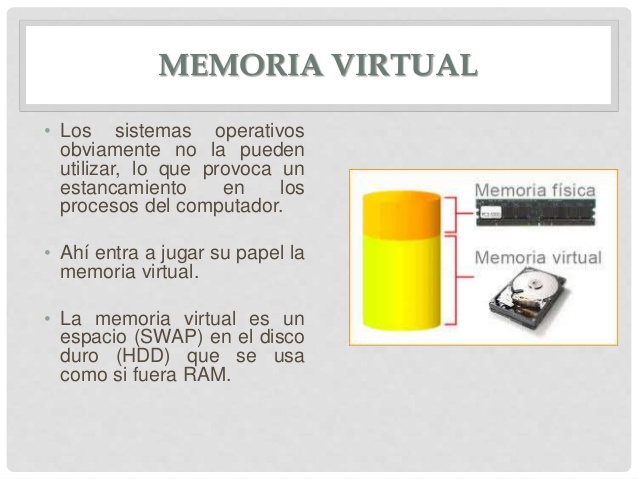 MEMORIA VIRTUAL
• Los sistemas operativos
obviamente no la pueden
utilizar, lo que provoca un
estancamiento en los
procesos del computador.
• Ahí entra a jugar su papel la
memoria virtual.
• La memoria virtual es un
espacio (SWAP) en el disco
duro (HDD) que se usa
como si fuera RAM.
Memoria física
Memoria virtual